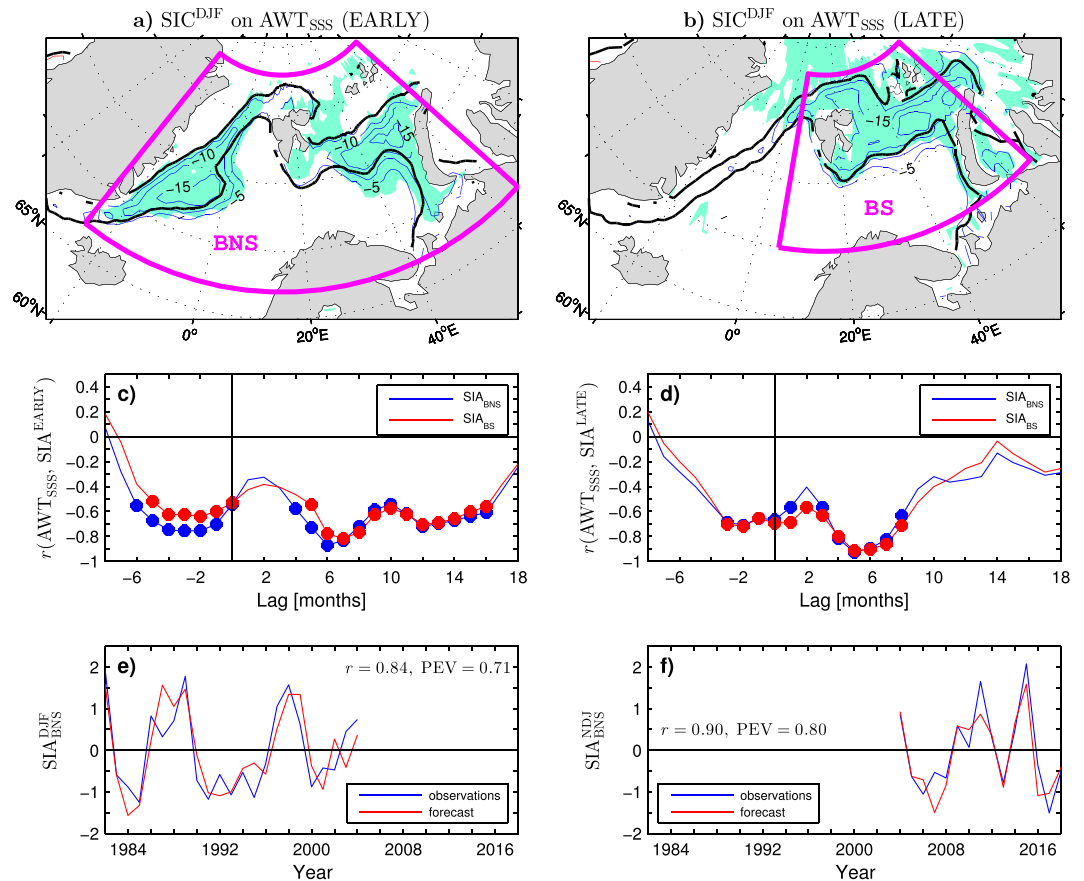 a) SIC^DJF on AWT_SSS (EARLY)
−10
−15
−5
−10
−15
−5
BNS
65°N
60°N
0°
20°E
40°E
b) SIC^DJF on AWT_SSS (LATE)
−15
−5
BS
65°N
60°N
0°
20°E
40°E
c)
r(AWT_SSS, SIA^EARLY)
0.4
0.2
0
−0.2
−0.4
−0.6
−0.8
−1
SIA_BNS
SIA_BS
−6
−2
2
6
10
14
18
Lag [months]
d)
r(AWT_SSS, SIA^LATE)
0.4
0.2
0
−0.2
−0.4
−0.6
−0.8
−1
SIA_BNS
SIA_BS
−6
−2
2
6
10
14
18
Lag [months]
e)
r = 0.84, PEV = 0.71
SIA^DJF_BNS
2
1
0
−1
−2
observations
forecast
1984
1992
2000
2008
2016
Year
f)
r = 0.90, PEV = 0.80
SIA^NDJ_BNS
2
1
0
−1
−2
observations
forecast
1984
1992
2000
2008
2016
Year